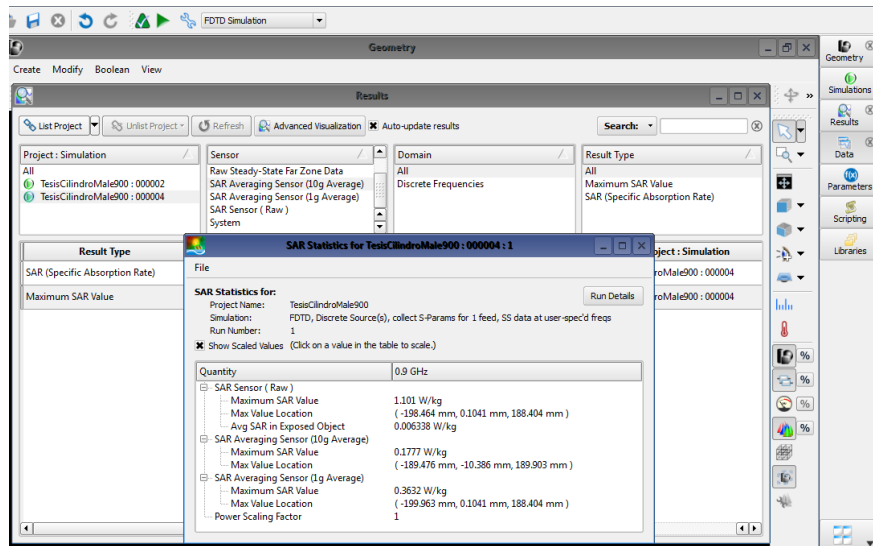 FDTD Simulation
Geometry
Geometry
Create Modify Boolean View
Simulations
Results
Results
List Project Unlist Project Refresh Advanced Visualization Auto-update results Search:
Data
Project : Simulation Sensor Domain Result Type
All Raw Steady-State Far Zone Data All All
TesisCilindroMale900 : 000002 SAR Averaging Sensor (10g Average) Discrete Frequencies Maximum SAR Value
TesisCilindroMale900 : 000004 SAR Averaging Sensor (1g Average) SAR (Specific Absorption Rate)
SAR Sensor ( Raw )
System
Parameters
Scripting
Libraries
Result Type SAR Statistics for TesisCilindroMale900 : 000004 : 1 oject : Simulation
SAR (Specific Absorption Rate) File roMale900 : 000004
Maximum SAR Value roMale900 : 000004
SAR Statistics for: Run Details
Project Name: TesisCilindroMale900
Simulation: FDTD, Discrete Source(s), collect S-Params for 1 feed, SS data at user-spec'd freqs
Run Number: 1
Show Scaled Values (Click on a value in the table to scale.)
Quantity 0.9 GHz
SAR Sensor ( Raw )
Maximum SAR Value 1.101 W/kg
Max Value Location ( -198.464 mm, 0.1041 mm, 188.404 mm )
Avg SAR in Exposed Object 0.006338 W/kg
SAR Averaging Sensor (10g Average)
Maximum SAR Value 0.1777 W/kg
Max Value Location ( -189.476 mm, -10.386 mm, 189.903 mm )
SAR Averaging Sensor (1g Average)
Maximum SAR Value 0.3632 W/kg
Max Value Location ( -199.963 mm, 0.1041 mm, 188.404 mm )
Power Scaling Factor 1
%
%
%
%